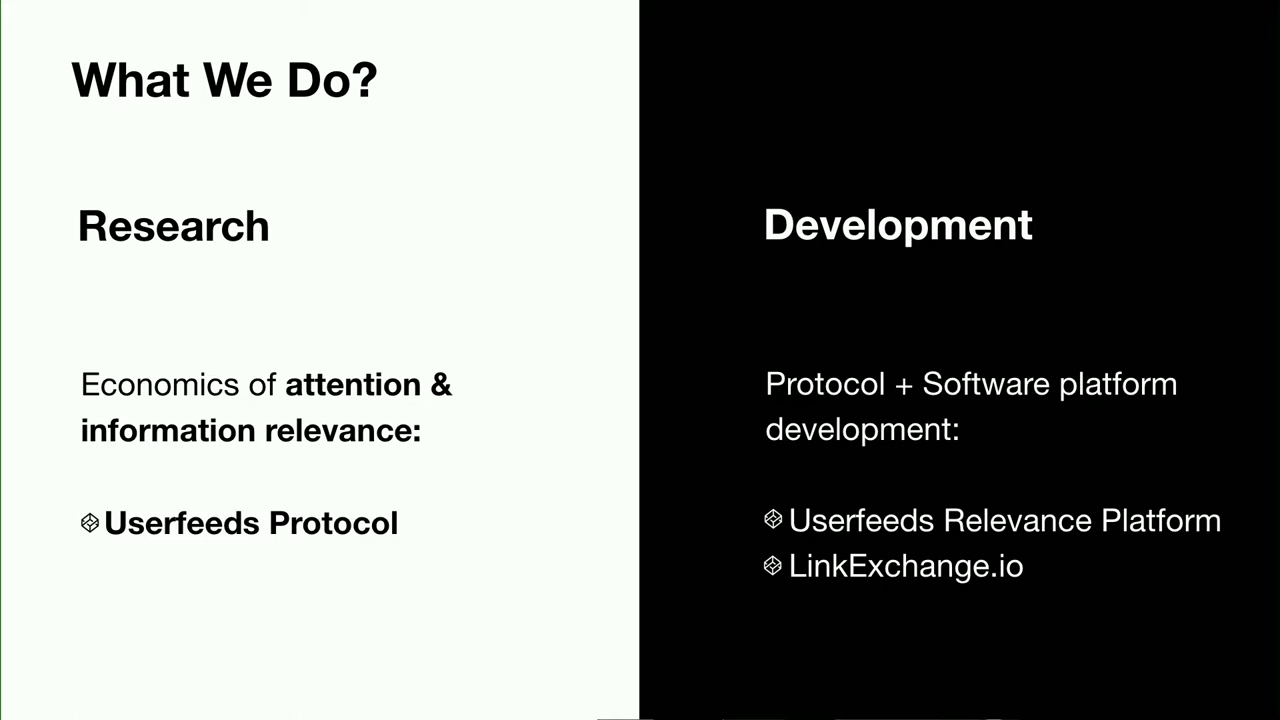 What We Do?
Research
Economics of attention &
information relevance:
Userfeeds Protocol
Development
Protocol + Software platform
development:
Userfeeds Relevance Platform
LinkExchange.io